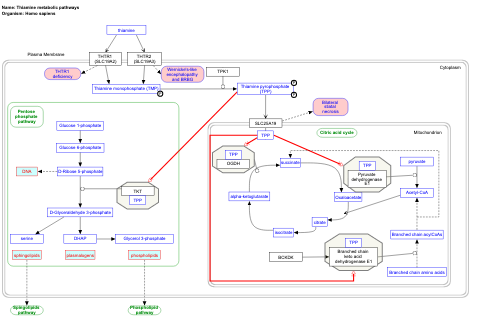 Name: Thiamine metabolic pathways
Organism: Homo sapiens
thiamine
Plasma Membrane
THTR1
(SLC19A2)
THTR2
(SLC19A3)
Cytoplasm
THTR1
deficiency
Wernicke's-like
encephalopathy
and BRBG
TPK1
Thiamine monophosphate (TMP)
P
Thiamine pyrophosphate
(TPP)
P
P
Bilateral
striatal
necrosis
Pentose
phosphate
pathway
SLC25A19
Glucose 1-phosphate
TPP
Citric acid cycle
Mitochondrion
Glucose 6-phosphate
TPP
OGDH
succinate
TPP
Pyruvate
dehydrogenase
E1
pyruvate
DNA
D-Ribose 5-phosphate
TKT
TPP
alpha-ketoglutarate
Oxaloacetate
Acetyl-CoA
D-Glyceraldehyde 3-phosphate
citrate
isocitrate
serine
DHAP
Glycerol 3-phosphate
Branched chain acyl-CoAs
TPP
Branched chain
keto acid
dehydrogenase E1
BCKDK
sphingolipids
plasmalogens
phospholipids
Branched chain amino acids
Sphingolipids
pathway
Phospholipid
pathway